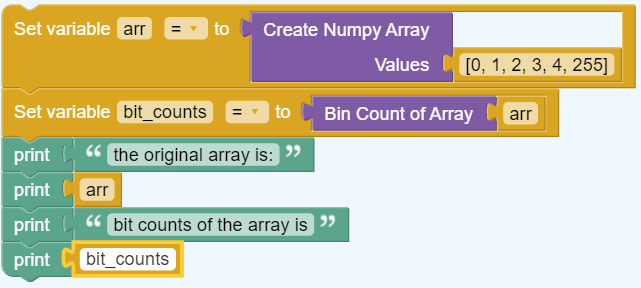 Set variable arr = to Create Numpy Array
Values [0, 1, 2, 3, 4, 255]
Set variable bit_counts = to Bin Count of Array arr
print “ the original array is: ”
print arr
print “ bit counts of the array is ”
print bit_counts